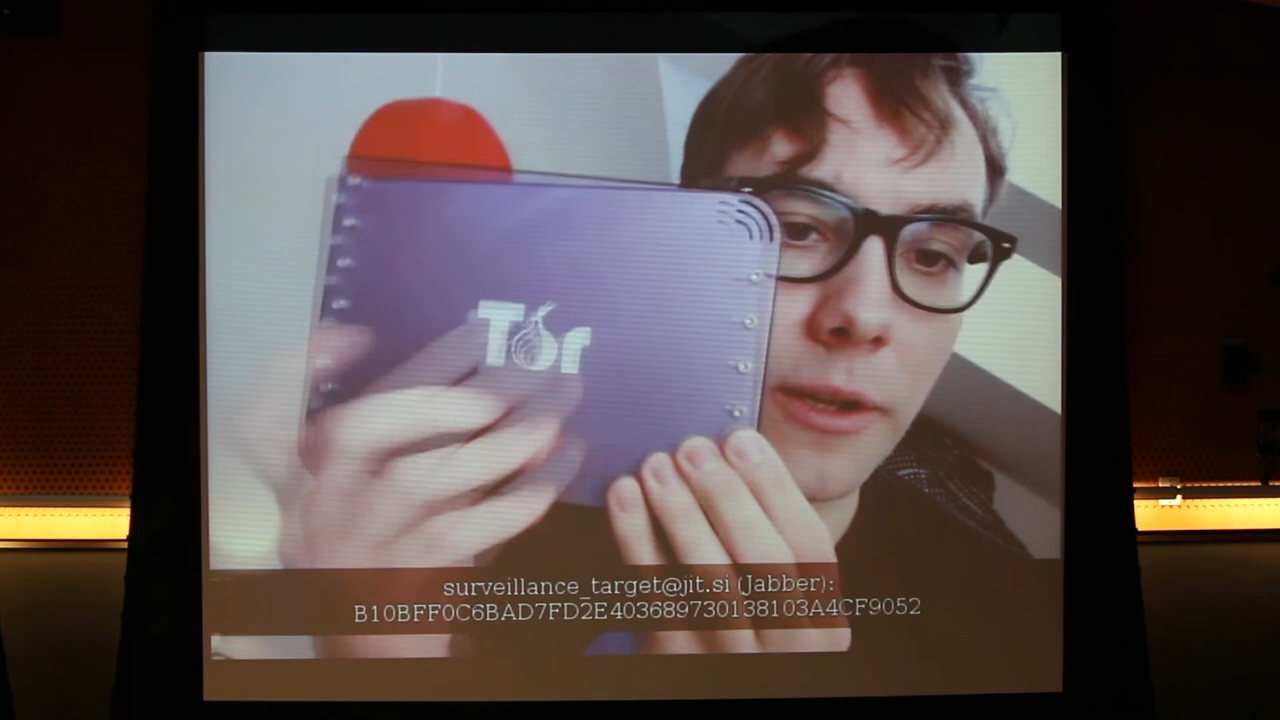 Tor
surveillance_target@jit.si (Jabber):
B10BFF0C6BAD7FD2E403689730138103A4CF9052